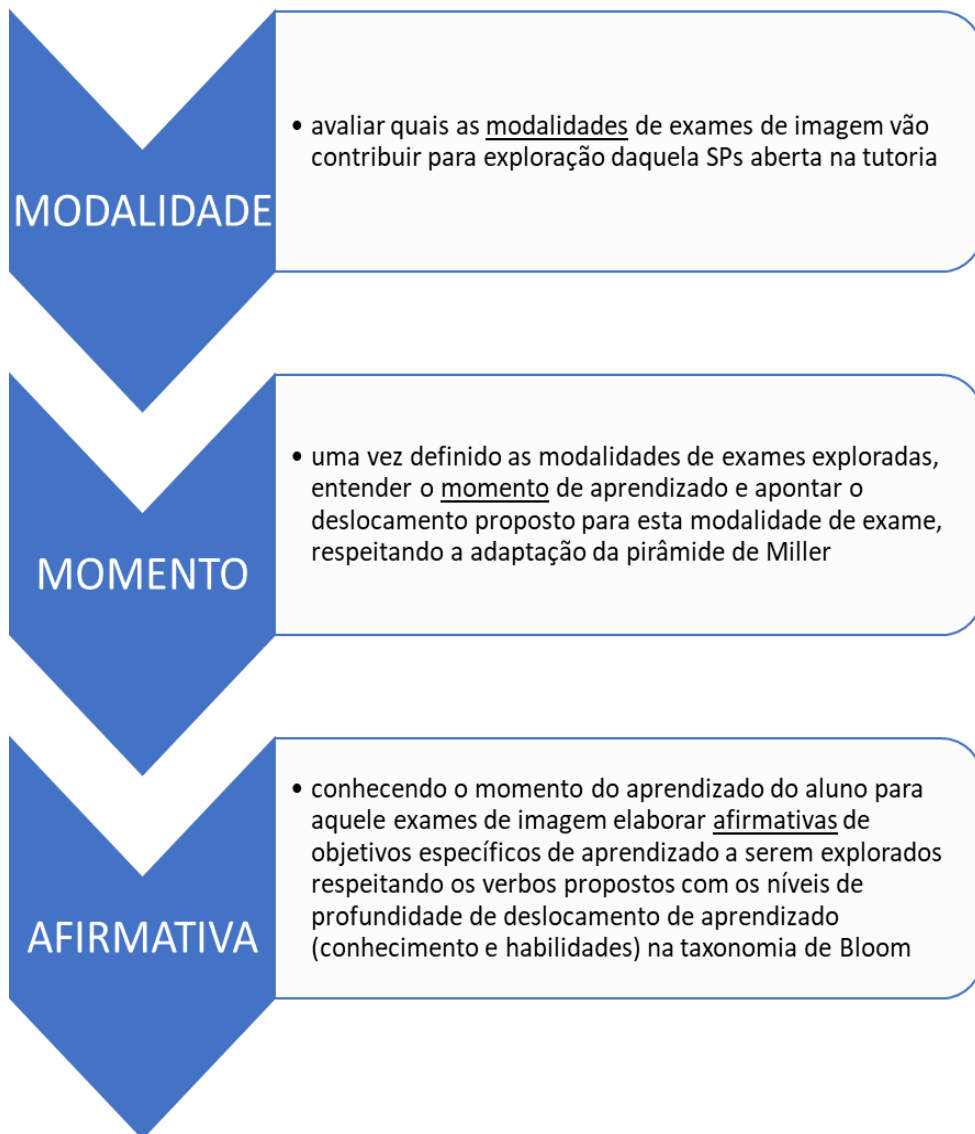 MODALIDADE
• avaliar quais as modalidades de exames de imagem vão
contribuir para exploração daquela SPs aberta na tutoria
MOMENTO
• uma vez definido as modalidades de exames exploradas,
entender o momento de aprendizado e apontar o
deslocamento proposto para esta modalidade de exame,
respeitando a adaptação da pirâmide de Miller
AFIRMATIVA
• conhecendo o momento do aprendizado do aluno para
aquele exames de imagem elaborar afirmativas de
objetivos específicos de aprendizado a serem explorados
respeitando os verbos propostos com os níveis de
profundidade de deslocamento de aprendizado
(conhecimento e habilidades) na taxonomia de Bloom